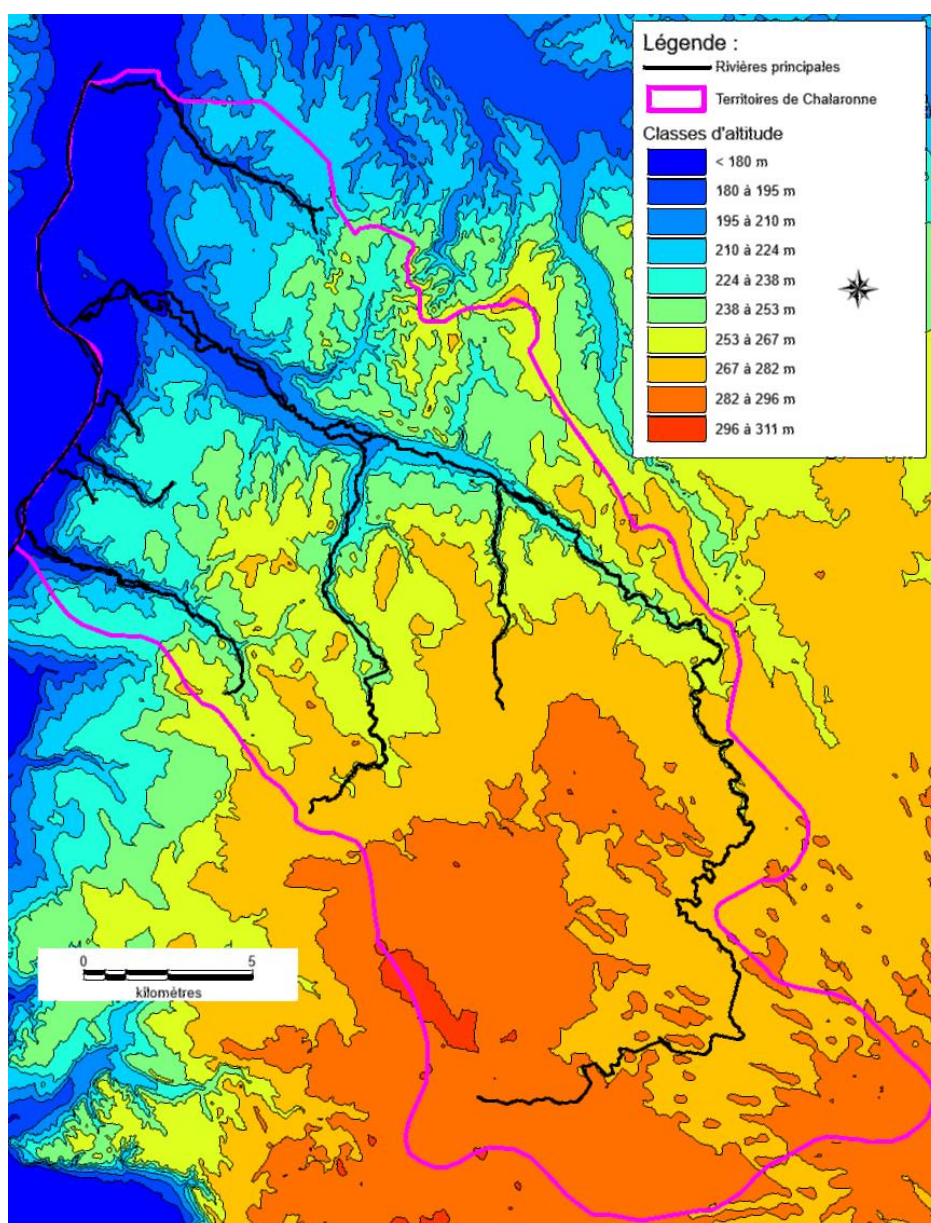 Légende :
Rivières principales
Territoires de Chalaronne
Classes d'altitude
< 180 m
180 à 195 m
195 à 210 m
210 à 224 m
224 à 238 m
238 à 253 m
253 à 267 m
267 à 282 m
282 à 296 m
296 à 311 m
0 5
kilomètres